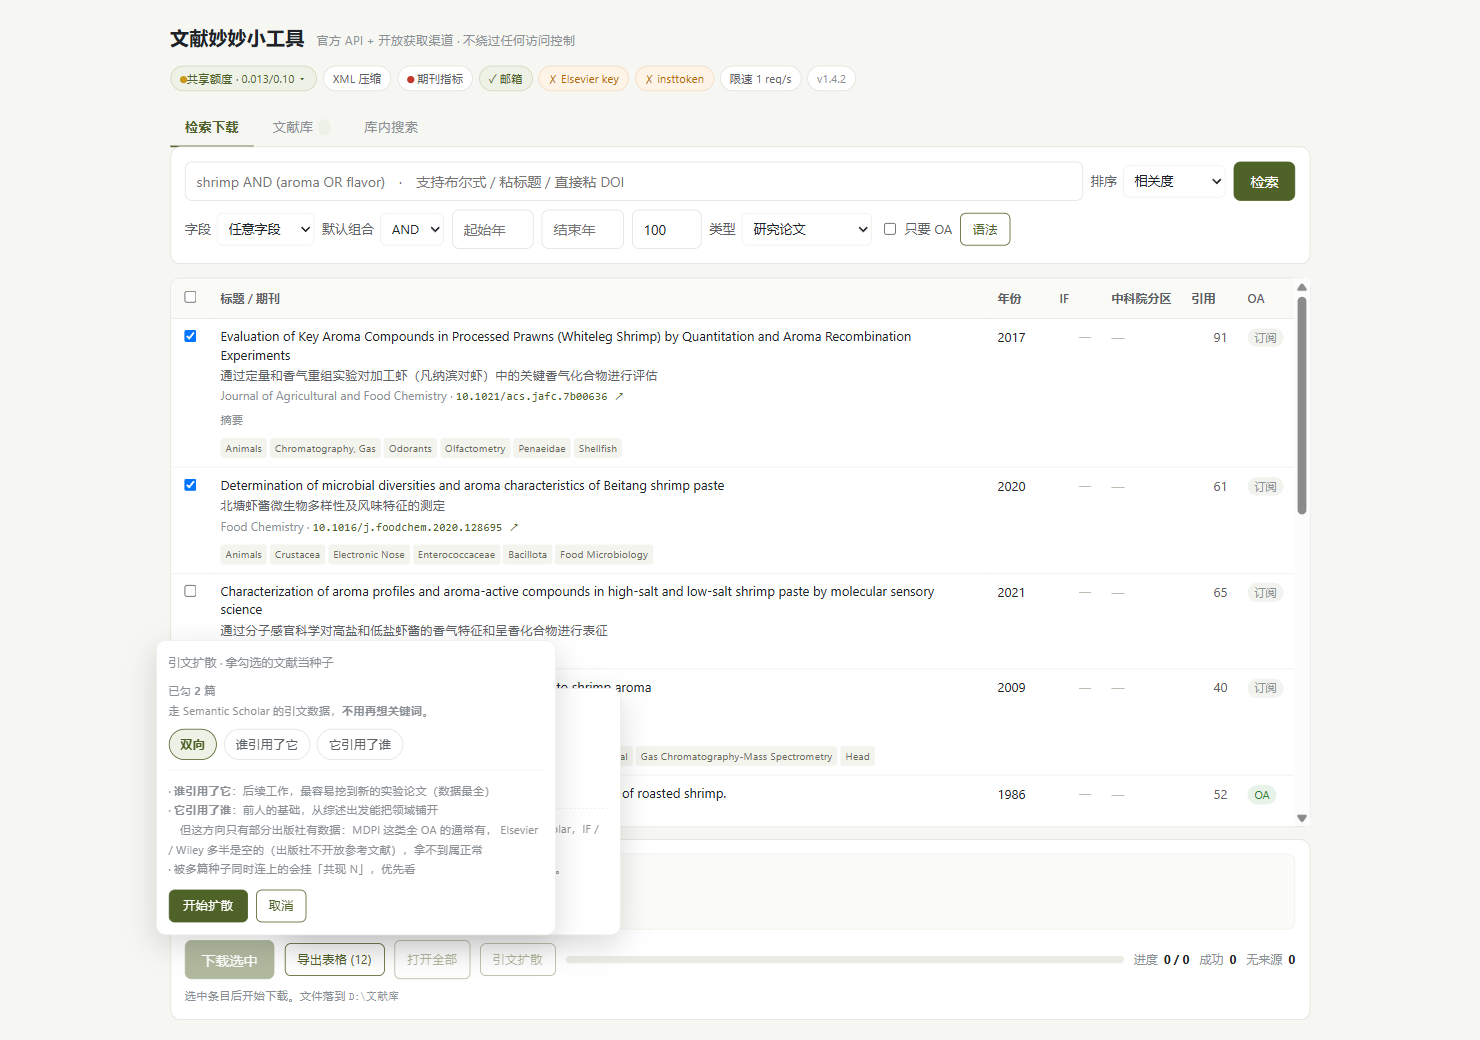 文献妙妙小工具 官方 API + 开放获取渠道 · 不绕过任何访问控制
共享额度 · 0.013/0.10 XML 压缩 期刊指标 ✓ 邮箱 ✗ Elsevier key ✗ insttoken 限速 1 req/s v1.4.2
检索下载 文献库 库内搜索
shrimp AND (aroma OR flavor) · 支持布尔式 / 粘标题 / 直接粘 DOI 排序 相关度 检索
字段 任意字段 默认组合 AND 起始年 结束年 100 类型 研究论文 只要 OA 语法
标题 / 期刊 年份 IF 中科院分区 引用 OA
Evaluation of Key Aroma Compounds in Processed Prawns (Whiteleg Shrimp) by Quantitation and Aroma Recombination 2017 — — 91 订阅
Experiments
通过定量和香气重组实验对加工虾（凡纳滨对虾）中的关键香气化合物进行评估
Journal of Agricultural and Food Chemistry · 10.1021/acs.jafc.7b00636 ↗
摘要
Animals Chromatography, Gas Odorants Olfactometry Penaeidae Shellfish
Determination of microbial diversities and aroma characteristics of Beitang shrimp paste 2020 — — 61 订阅
北塘虾酱微生物多样性及风味特征的测定
Food Chemistry · 10.1016/j.foodchem.2020.128695 ↗
Animals Crustacea Electronic Nose Enterococcaceae Bacillota Food Microbiology
Characterization of aroma profiles and aroma-active compounds in high-salt and low-salt shrimp paste by molecular sensory 2021 — — 65 订阅
science
通过分子感官科学对高盐和低盐虾酱的香气特征和呈香化合物进行表征
引文扩散 · 拿勾选的文献当种子
已勾 2 篇
to shrimp aroma 2009 — — 40 订阅
走 Semantic Scholar 的引文数据，不用再想关键词。
双向 谁引用了它 它引用了谁
al Gas Chromatography-Mass Spectrometry Head
· 谁引用了它：后续工作，最容易挖到新的实验论文（数据最全）
of roasted shrimp. 1986 — — 52 OA
· 它引用了谁：前人的基础，从综述出发能把领域铺开
但这方向只有部分出版社有数据：MDPI 这类全 OA 的通常有，Elsevier
/ Wiley 多半是空的（出版社不开放参考文献），拿不到属正常
lar，IF /
· 被多篇种子同时连上的会挂「共现 N」，优先看
。
开始扩散 取消
下载选中 导出表格 (12) 打开全部 引文扩散 进度 0 / 0 成功 0 无来源 0
选中条目后开始下载。文件落到 D:\文献库